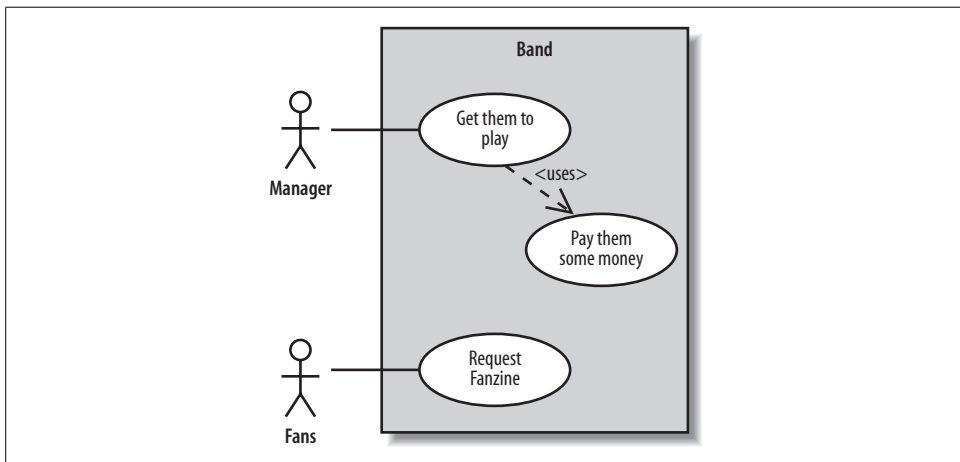 Band
Get them to
play
Manager
<uses>
Pay them
some money
Request
Fanzine
Fans